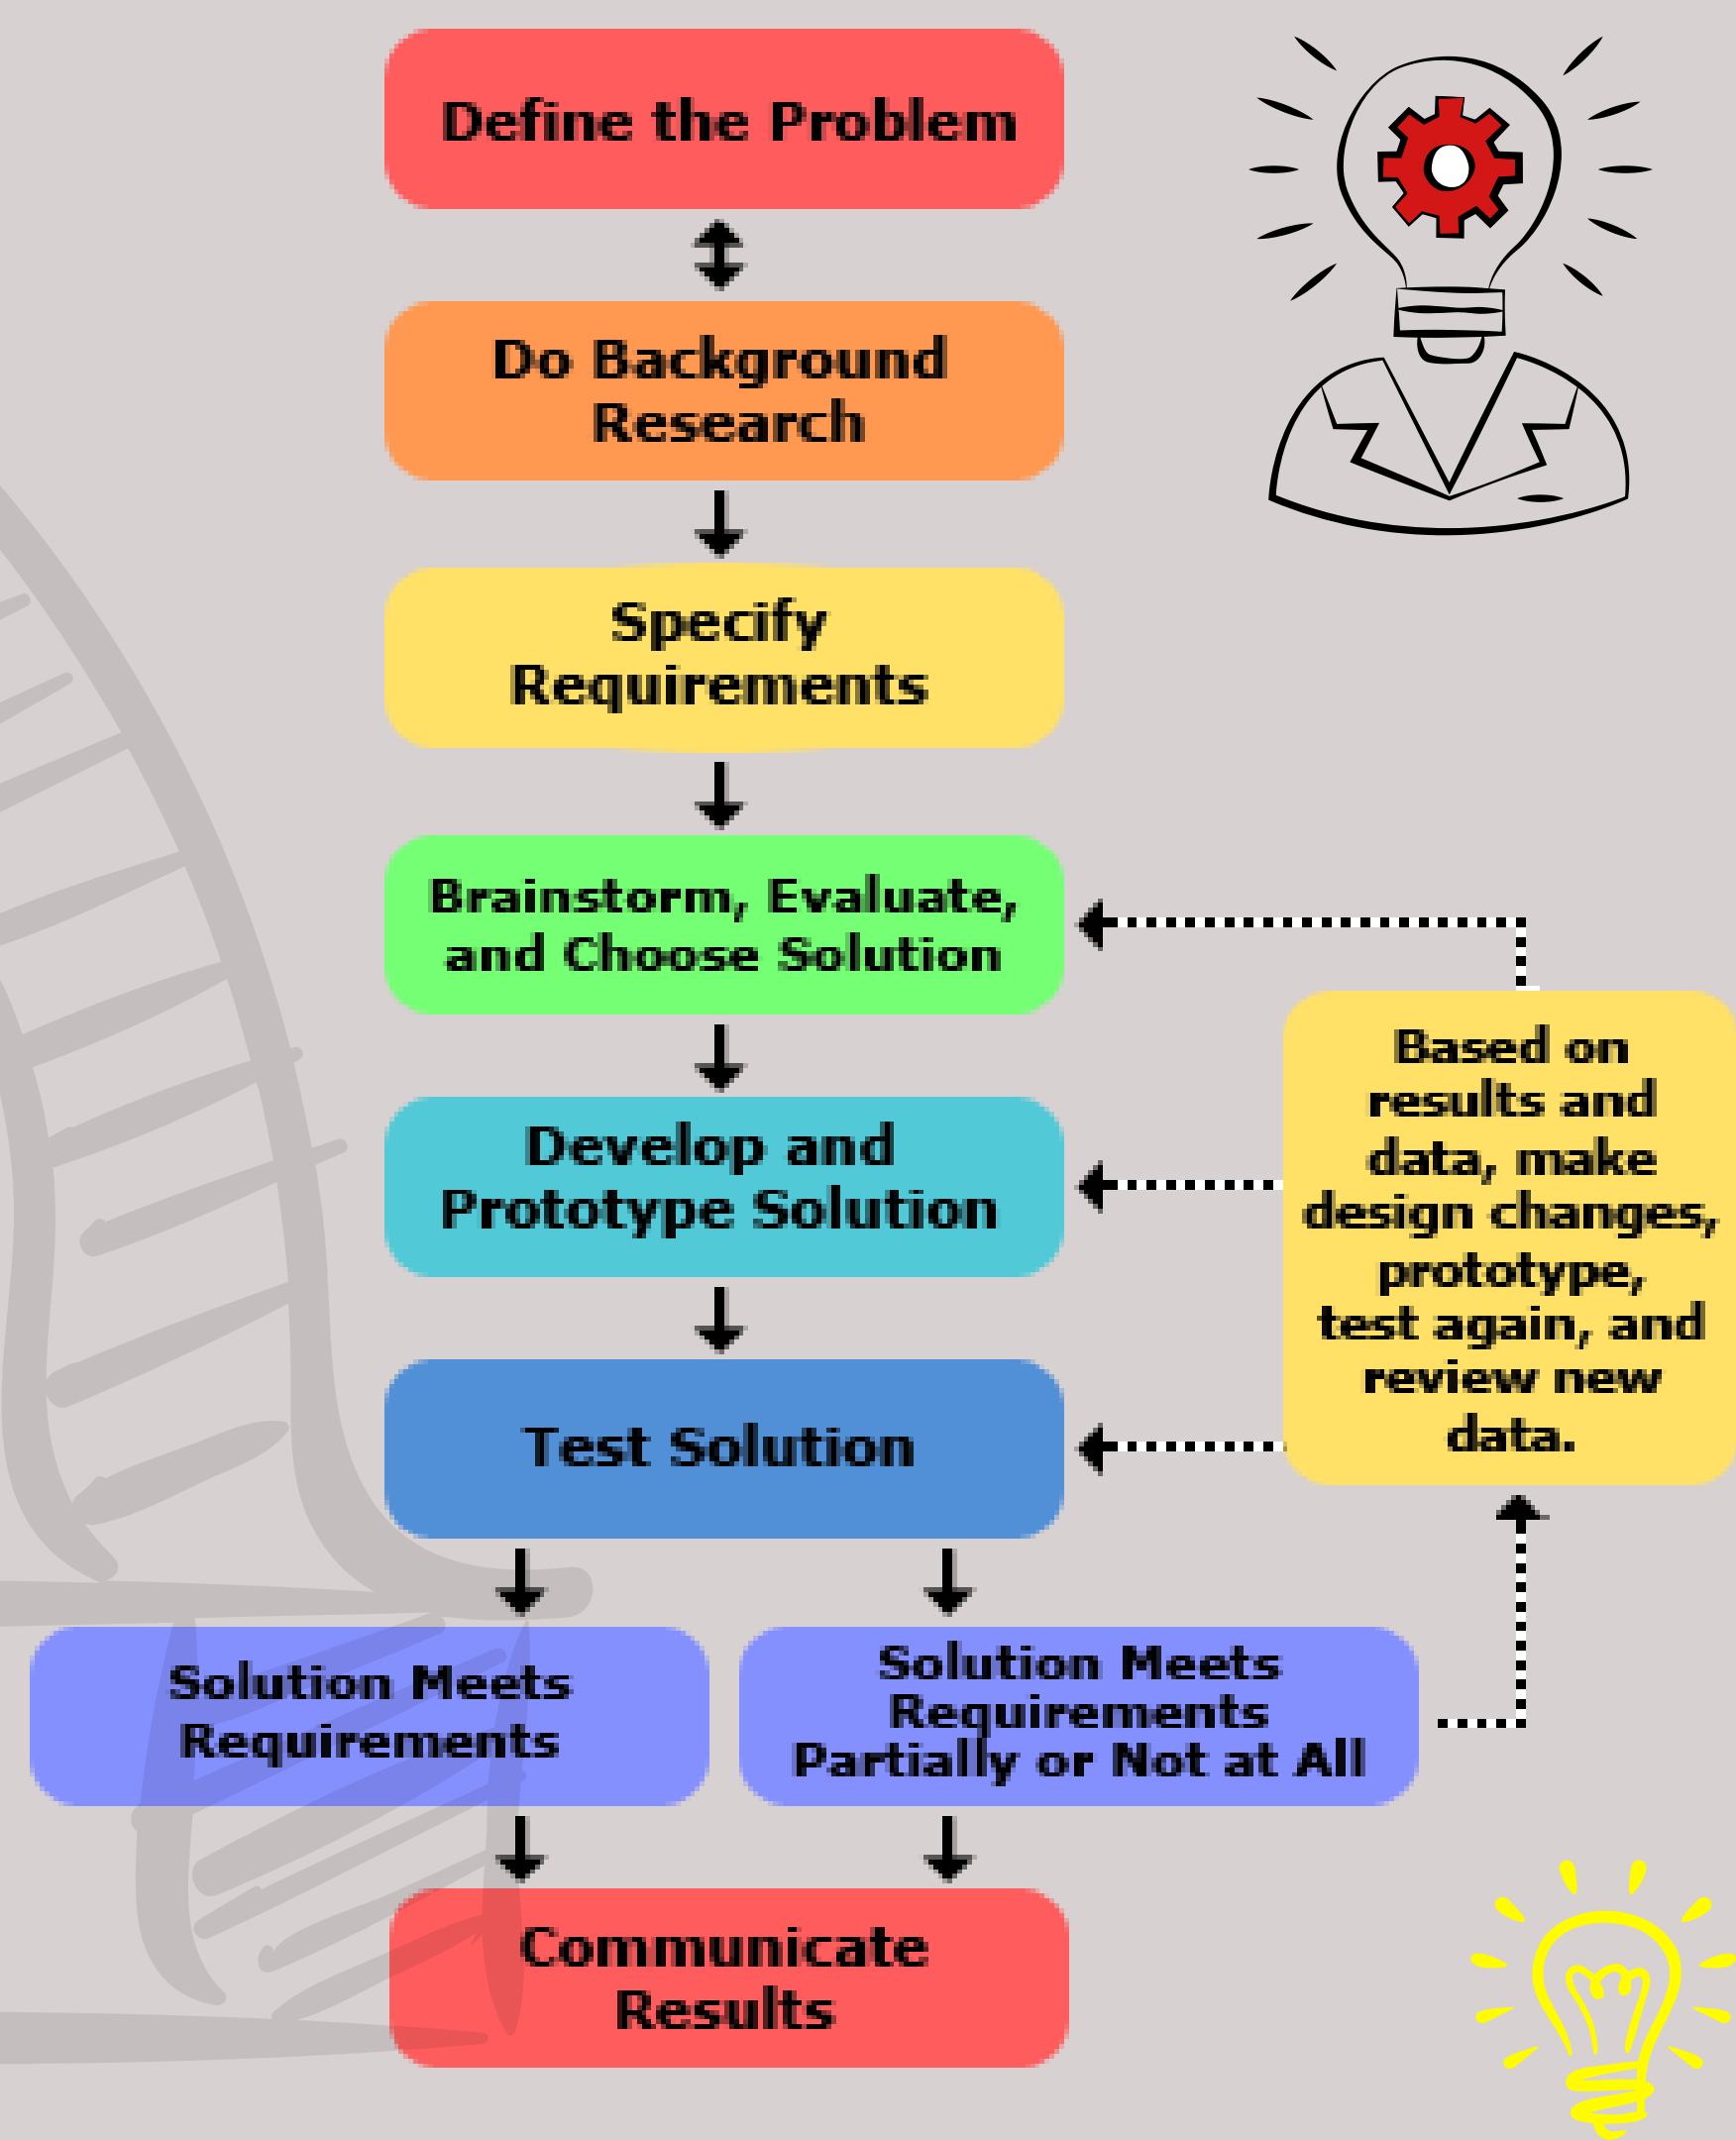 Define the Problem
Do Background
Research
Specify
Requirements
Brainstorm, Evaluate,
and Choose Solution
Develop and
Prototype Solution
Based on
results and
data, make
design changes,
prototype,
test again, and
review new
data.
Test Solution
Solution Meets
Requirements
Solution Meets
Requirements
Partially or Not at All
Communicate
Results